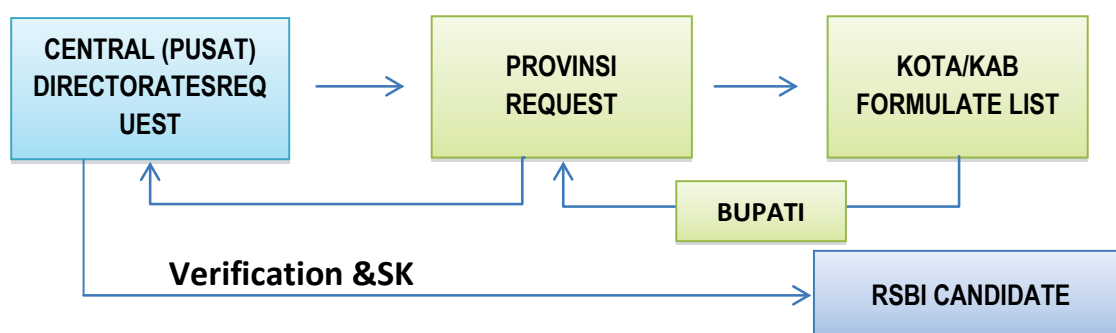 CENTRAL (PUSAT)
DIRECTORATESREQ
UEST
PROVINSI
REQUEST
KOTA/KAB
FORMULATE LIST
BUPATI
Verification &SK
RSBI CANDIDATE